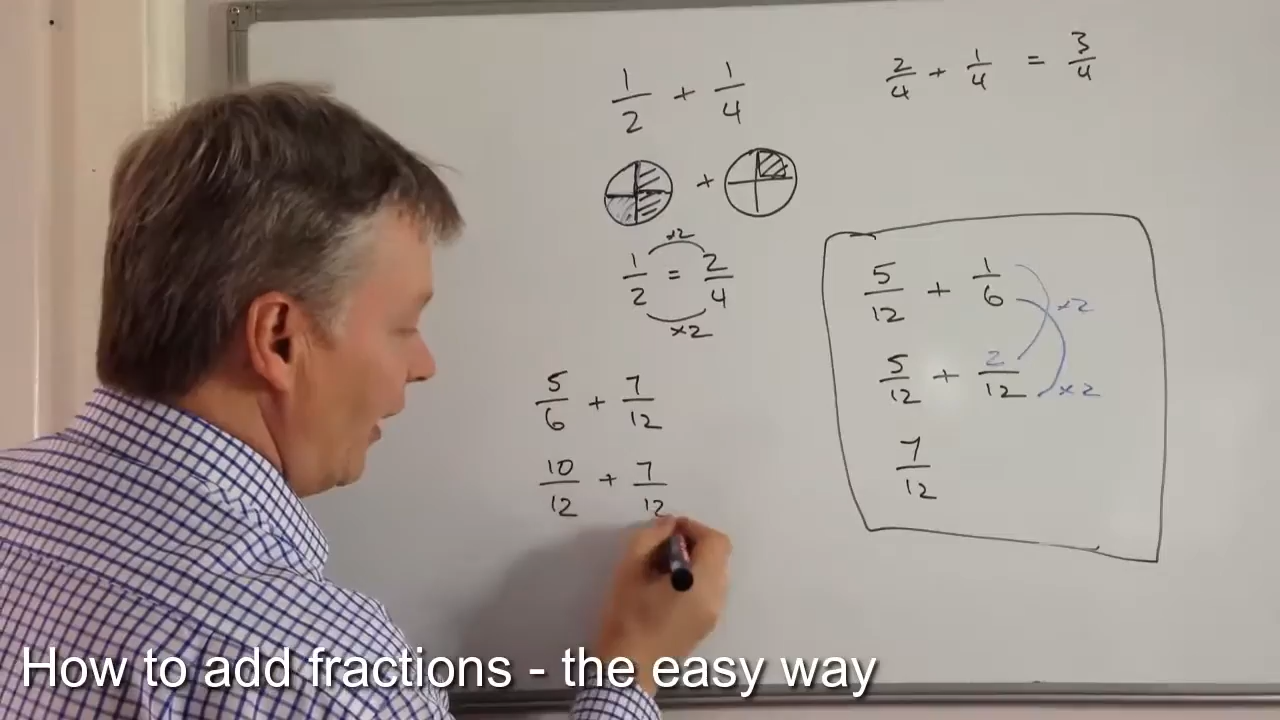 1/2 + 1/4
2/4 + 1/4 = 3/4
+
×2
1/2 = 2/4
×2
5/6 + 7/12
10/12 + 7/12
5/12 + 1/6
×2
5/12 + 2/12
×2
7/12
How to add fractions - the easy way